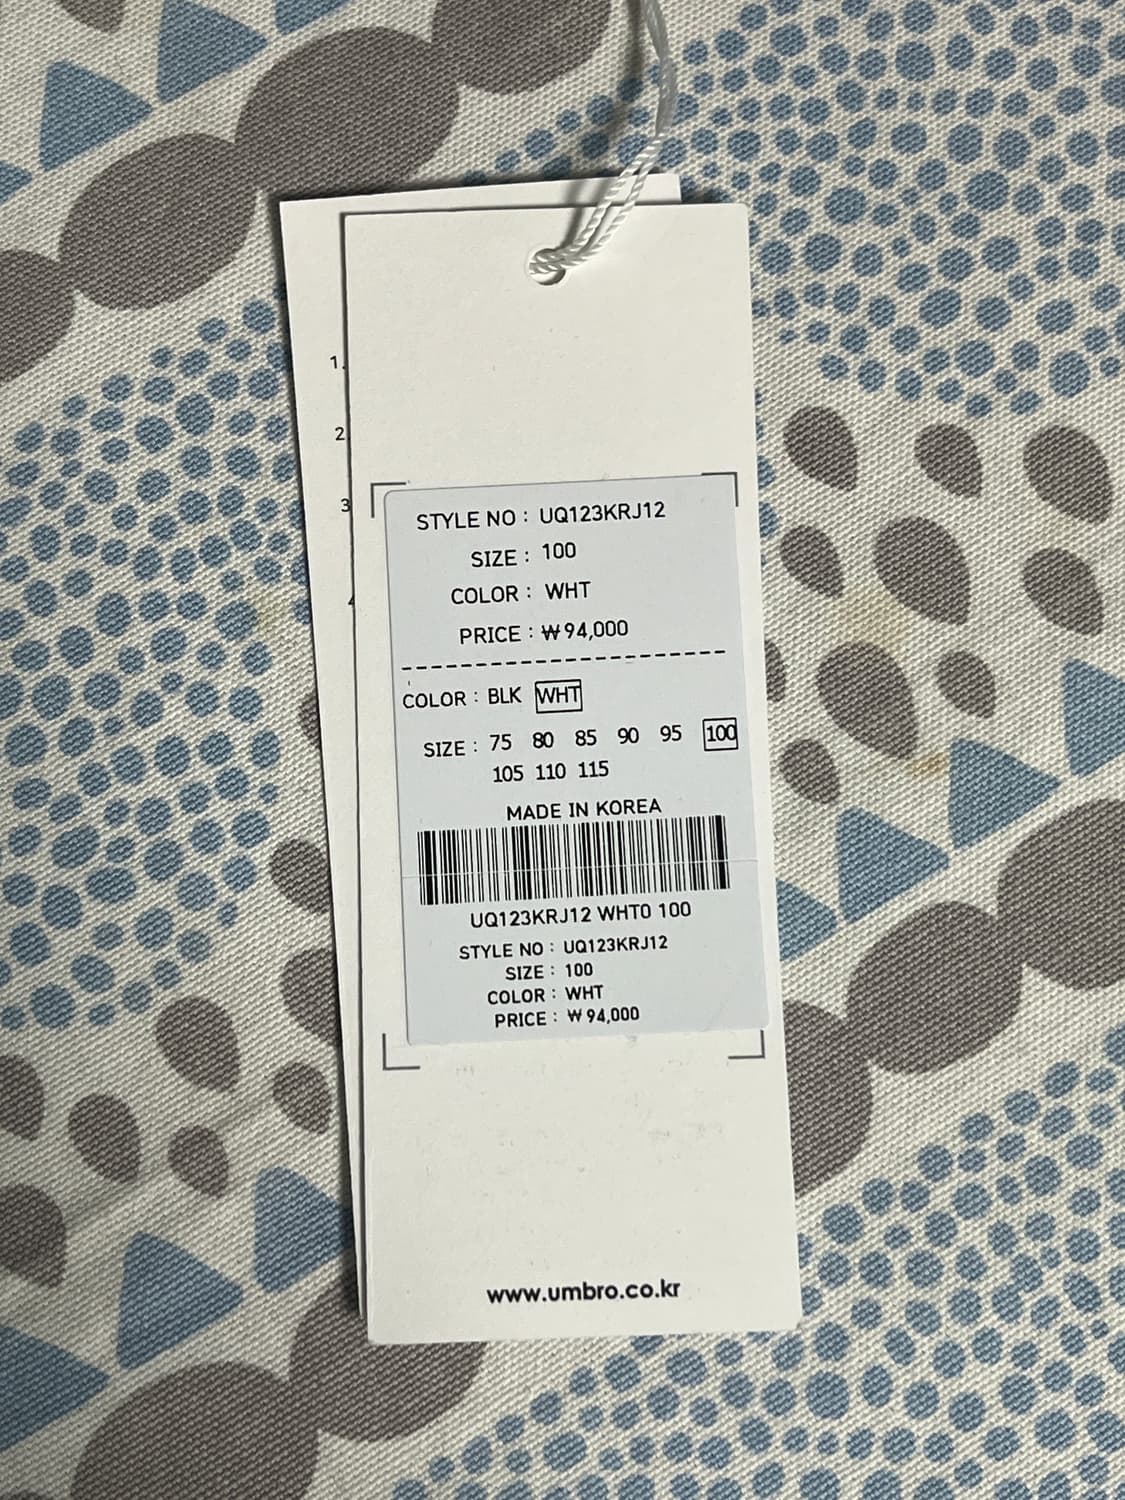 1.
2
3
STYLE NO : UQ123KRJ12
SIZE : 100
COLOR : WHT
PRICE : ₩94,000
COLOR : BLK WHT
SIZE : 75 80 85 90 95 100
105 110 115
MADE IN KOREA
UQ123KRJ12 WHT0 100
STYLE NO : UQ123KRJ12
SIZE : 100
COLOR : WHT
PRICE : ₩94,000
www.umbro.co.kr